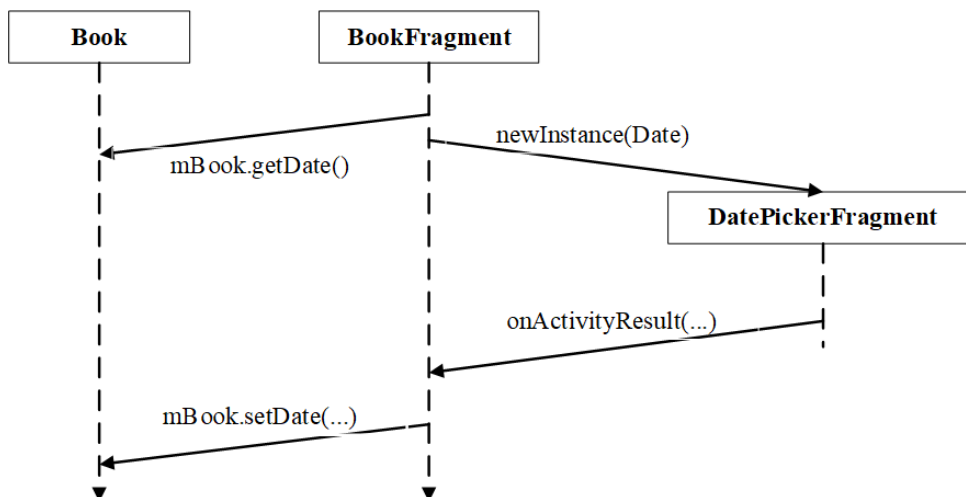 Book
BookFragment
newInstance(Date)
mBook.getDate()
DatePickerFragment
onActivityResult(...)
mBook.setDate(...)